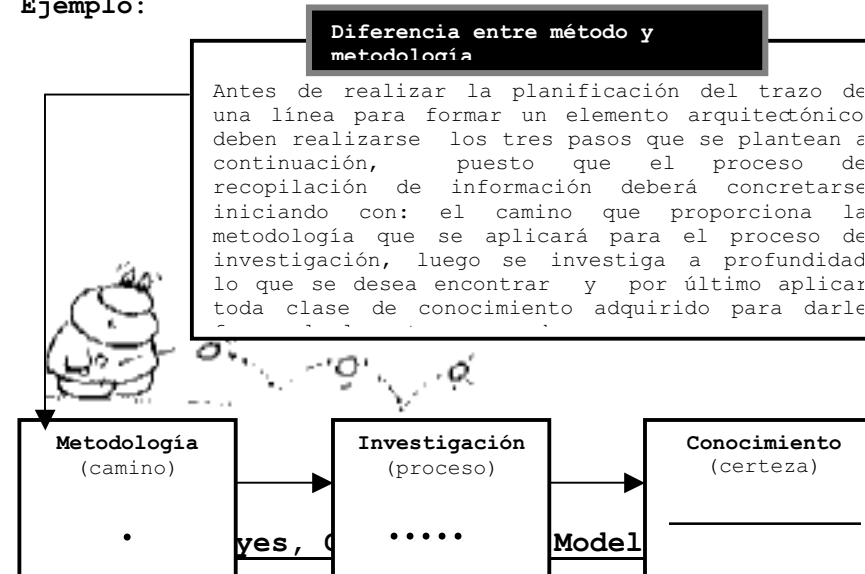 Ejemplo:
Diferencia entre método y
metodología
Antes de realizar la planificación del trazo de
una línea para formar un elemento arquitectónico
deben realizarse los tres pasos que se plantean a
continuación, puesto que el proceso de
recopilación de información deberá concretarse
iniciando con: el camino que proporciona la
metodología que se aplicará para el proceso de
investigación, luego se investiga a profundidad
lo que se desea encontrar y por último aplicar
toda clase de conocimiento adquirido para darle
Metodología
(camino)
Investigación
(proceso)
Conocimiento
(certeza)
yes,
Model